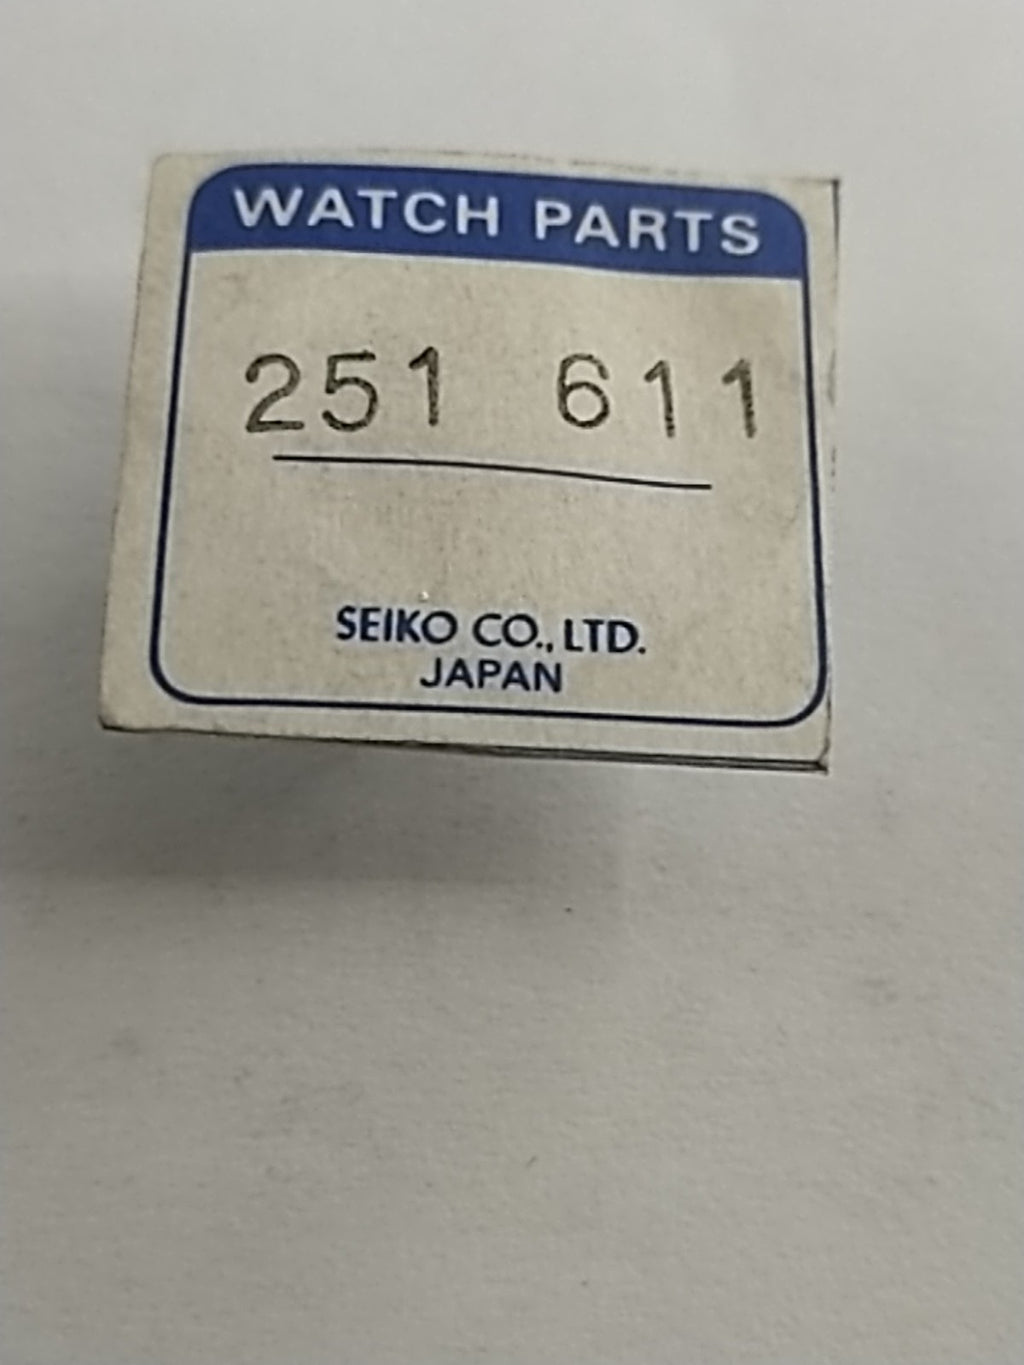 WATCH PARTS
251 611
SEIKO CO., LTD.
JAPAN